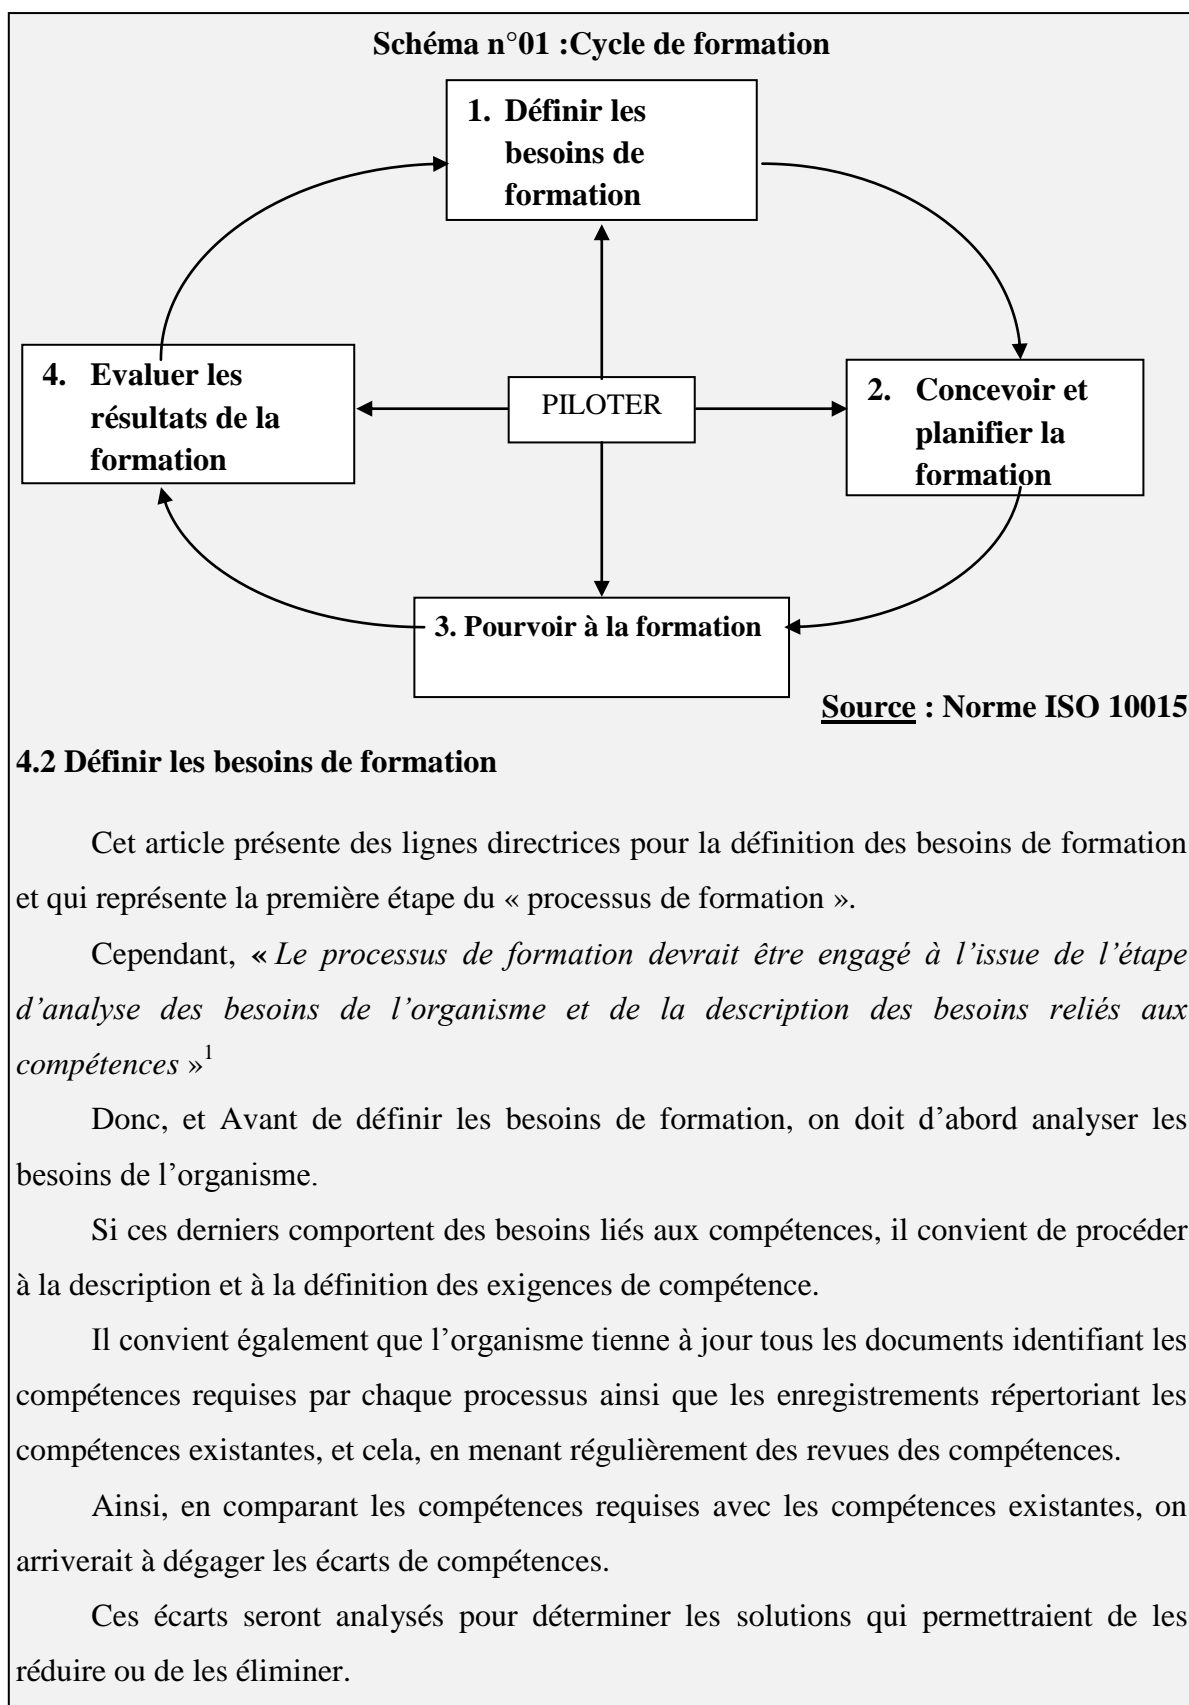 Schéma n°01 :Cycle de formation
1. Définir les
besoins de
formation
4. Evaluer les
résultats de la
formation
PILOTER
2. Concevoir et
planifier la
formation
3. Pourvoir à la formation
Source : Norme ISO 10015
4.2 Définir les besoins de formation
Cet article présente des lignes directrices pour la définition des besoins de formation
et qui représente la première étape du « processus de formation ».
Cependant, « Le processus de formation devrait être engagé à l’issue de l’étape
d’analyse des besoins de l’organisme et de la description des besoins reliés aux
compétences »1
Donc, et Avant de définir les besoins de formation, on doit d’abord analyser les
besoins de l’organisme.
Si ces derniers comportent des besoins liés aux compétences, il convient de procéder
à la description et à la définition des exigences de compétence.
Il convient également que l’organisme tienne à jour tous les documents identifiant les
compétences requises par chaque processus ainsi que les enregistrements répertoriant les
compétences existantes, et cela, en menant régulièrement des revues des compétences.
Ainsi, en comparant les compétences requises avec les compétences existantes, on
arriverait à dégager les écarts de compétences.
Ces écarts seront analysés pour déterminer les solutions qui permettraient de les
réduire ou de les éliminer.